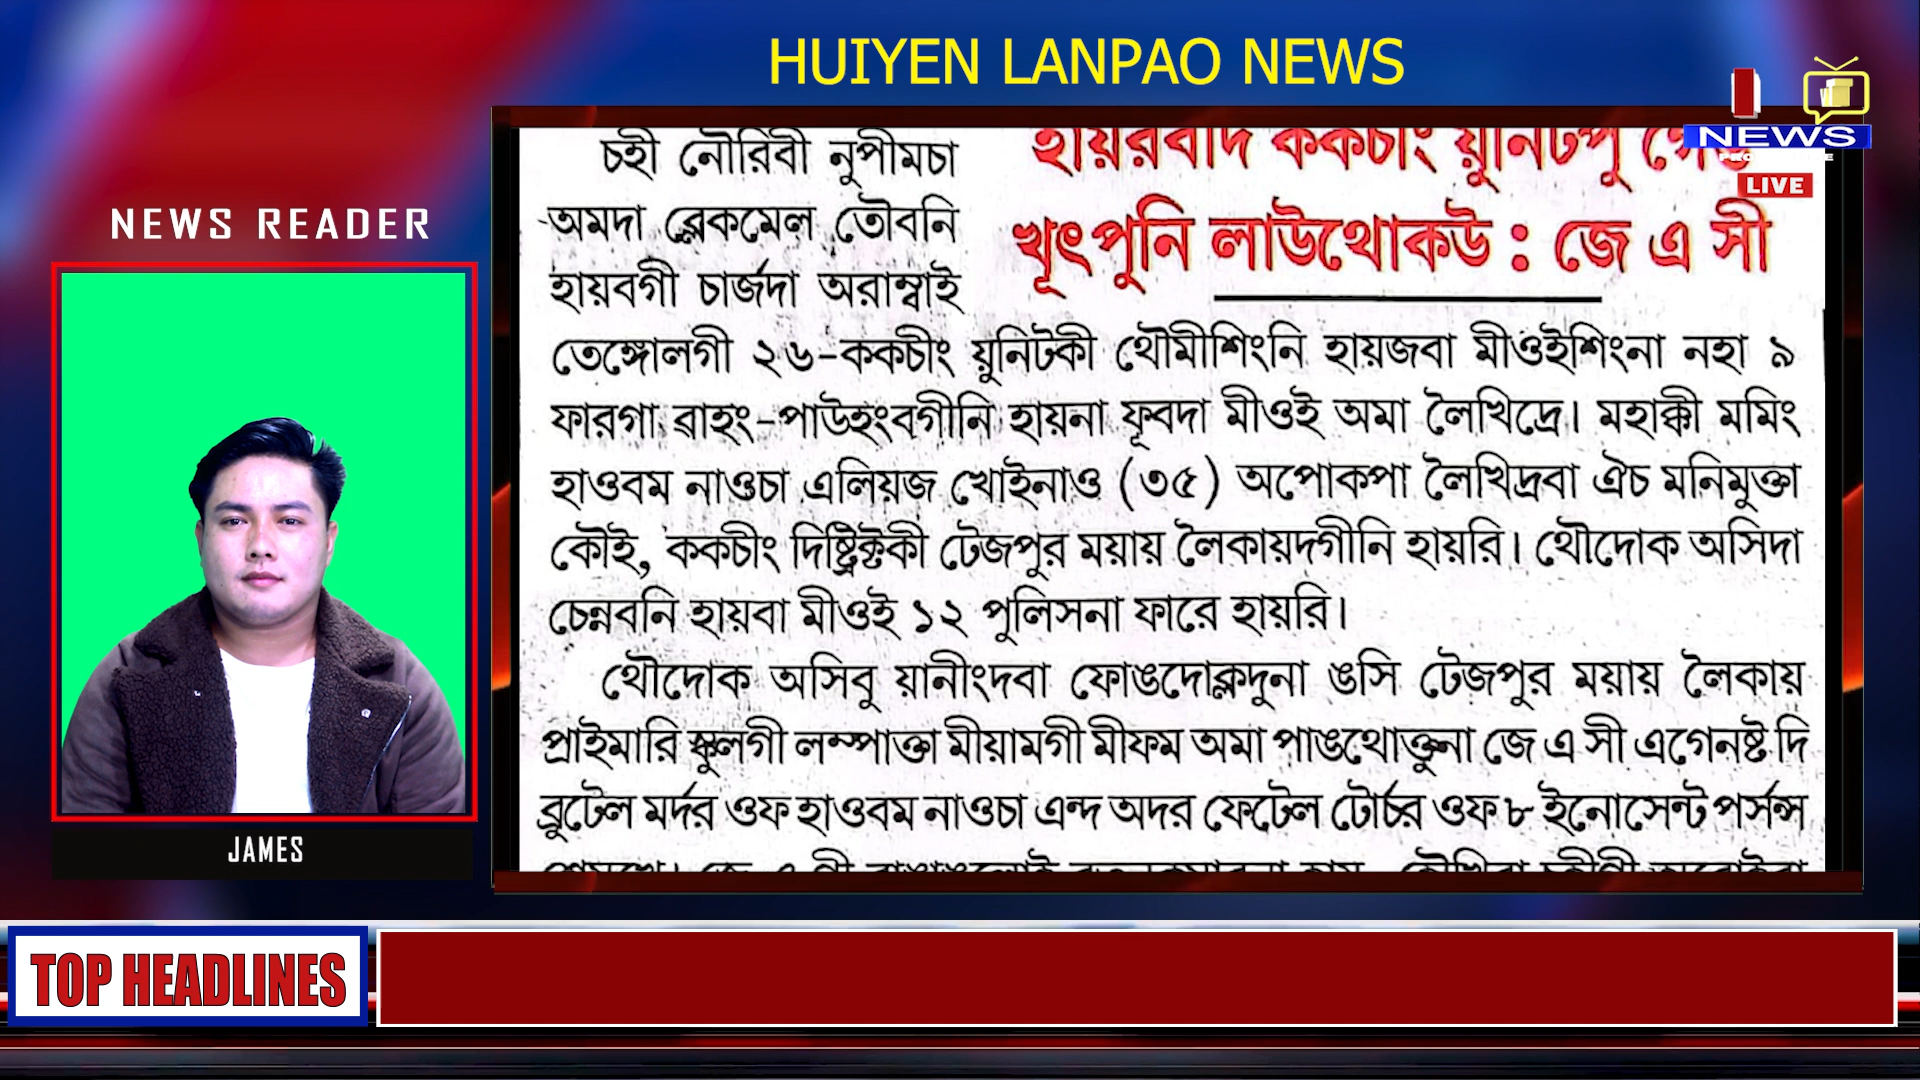 HUIYEN LANPAO NEWS
NEWS
LIVE
NEWS READER
JAMES
হায়রবাদি ককচীং য়ুনিটপু
খূৎপুনি লাউথোকউ : জে এ সী
চহী নৌরিবী নুপীমচা
অমদা ব্লেকমেল তৌবনি
হায়বগী চার্জদা অরাম্বাই
তেঙ্গোলগী ২৬-ককচীং য়ুনিটকী থৌমীশিংনি হায়জবা মীওইশিংনা নহা ৯
ফারগা ৱাহং-পাউহংবগীনি হায়না ফূবদা মীওই অমা লৈখিদ্রে। মহাক্কী মমিং
হাওবম নাওচা এলিয়জ খোইনাও (৩৫) অপোকপা লৈখিদ্রবা ঐচ মনিমুক্তা
কৌই, ককচীং দিষ্ট্রিক্টকী টেজপুর ময়ায় লৈকায়দগীনি হায়রি। থৌদোক অসিদা
চেন্নবনি হায়বা মীওই ১২ পুলিসনা ফারে হায়রি।
থৌদোক অসিবু য়ানীংদবা ফোঙদোক্লদুনা ঙসি টেজপুর ময়ায় লৈকায়
প্রাইমারি স্কুলগী লম্পাক্তা মীয়ামগী মীফম অমা পাঙথোক্তুনা জে এ সী এগেনষ্ট দি
ব্রুটেল মর্দর ওফ হাওবম নাওচা এন্দ অদর ফেটেল টোর্চর ওফ ৮ ইনোসেন্ট পর্সন্স
TOP HEADLINES